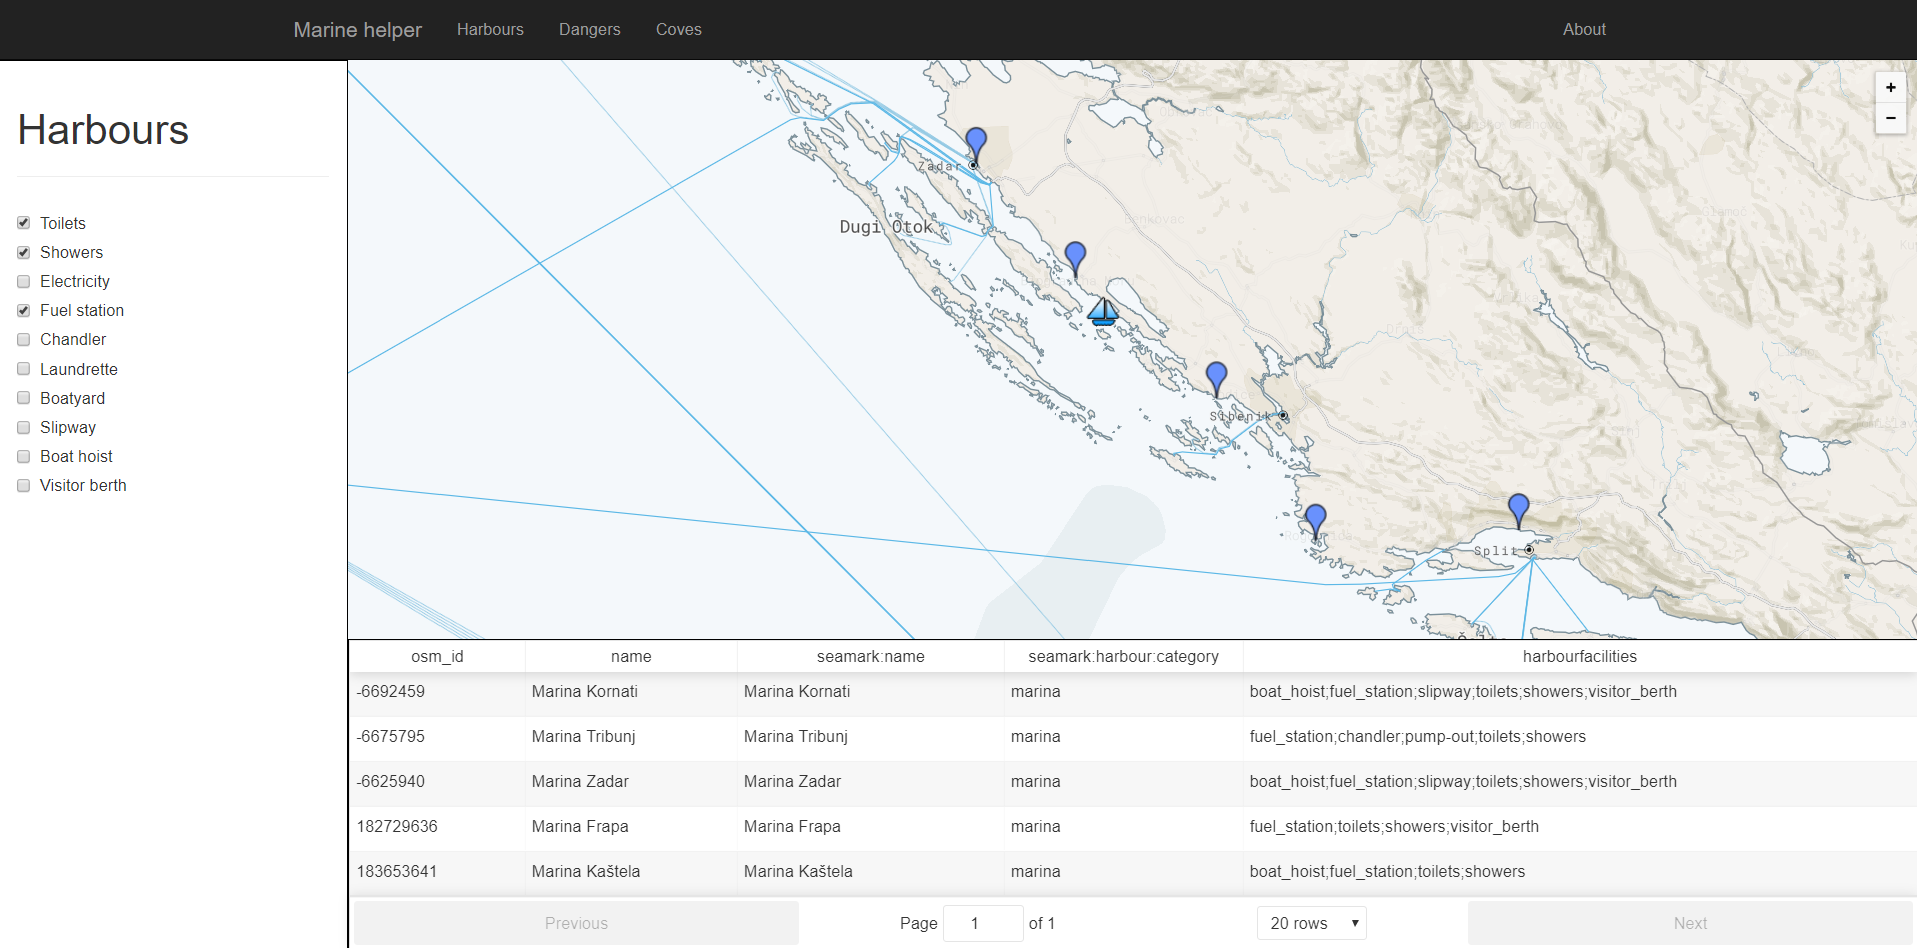 Marine helper Harbours Dangers Coves About
Harbours
Toilets
Showers
Electricity
Fuel station
Chandler
Laundrette
Boatyard
Slipway
Boat hoist
Visitor berth
+
−
Zadar
Dugi Otok
Benkovac
Šibenik
Split
osm_id name seamark:name seamark:harbour:category harbourfacilities
-6692459 Marina Kornati Marina Kornati marina boat_hoist;fuel_station;slipway;toilets;showers;visitor_berth
-6675795 Marina Tribunj Marina Tribunj marina fuel_station;chandler;pump-out;toilets;showers
-6625940 Marina Zadar Marina Zadar marina boat_hoist;fuel_station;slipway;toilets;showers;visitor_berth
182729636 Marina Frapa Marina Frapa marina fuel_station;toilets;showers;visitor_berth
183653641 Marina Kaštela Marina Kaštela marina boat_hoist;fuel_station;toilets;showers
Previous Page 1 of 1 20 rows Next